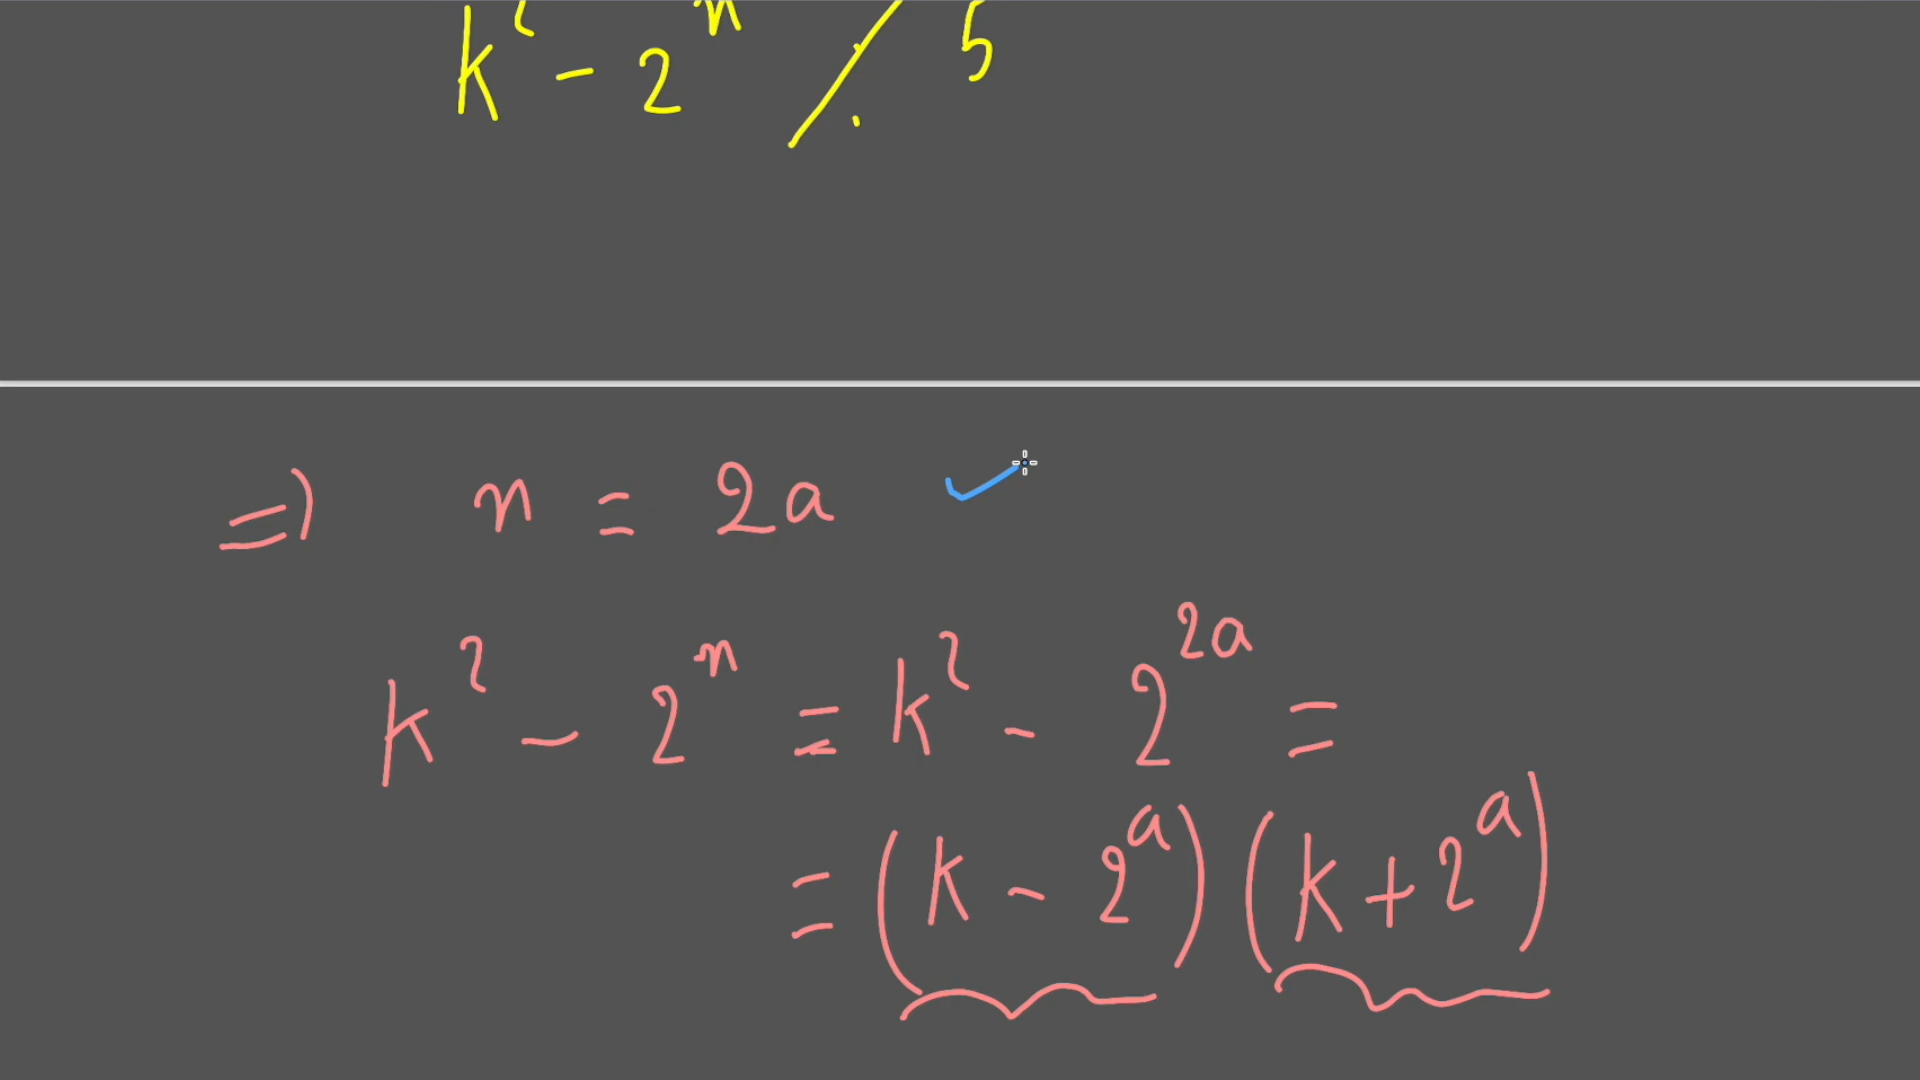 k² - 2ⁿ ⋮̸ 5
=> n = 2a ✓
k² - 2ⁿ = k² - 2²ᵃ =
= (k - 2ᵃ)(k + 2ᵃ)